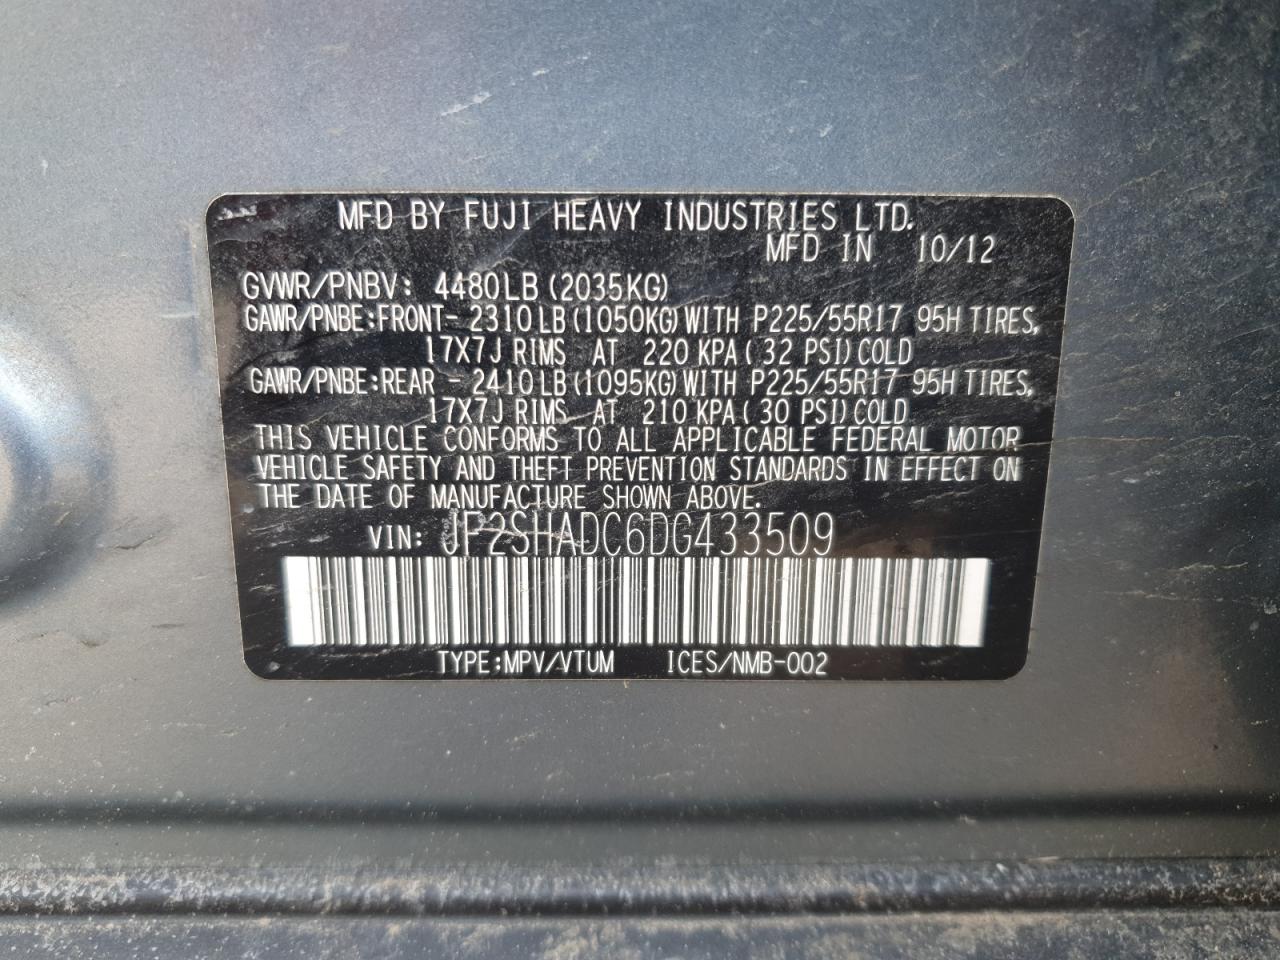 MFD BY FUJI HEAVY INDUSTRIES LTD.
MFD IN 10/12
GVWR/PNBV: 4480LB (2035KG)
GAWR/PNBE:FRONT- 2310LB (1050KG) WITH P225/55R17 95H TIRES,
17X7J RIMS AT 220 KPA( 32 PSI) COLD
GAWR/PNBE:REAR - 2410LB (1095KG) WITH P225/55R17 95H TIRES,
17X7J RIMS AT 210 KPA( 30 PSI) COLD
THIS VEHICLE CONFORMS TO ALL APPLICABLE FEDERAL MOTOR
VEHICLE SAFETY AND THEFT PREVENTION STANDARDS IN EFFECT ON
THE DATE OF MANUFACTURE SHOWN ABOVE.
VIN: JF2SHADC6DG433509
TYPE:MPV/VTUM ICES/NMB-002